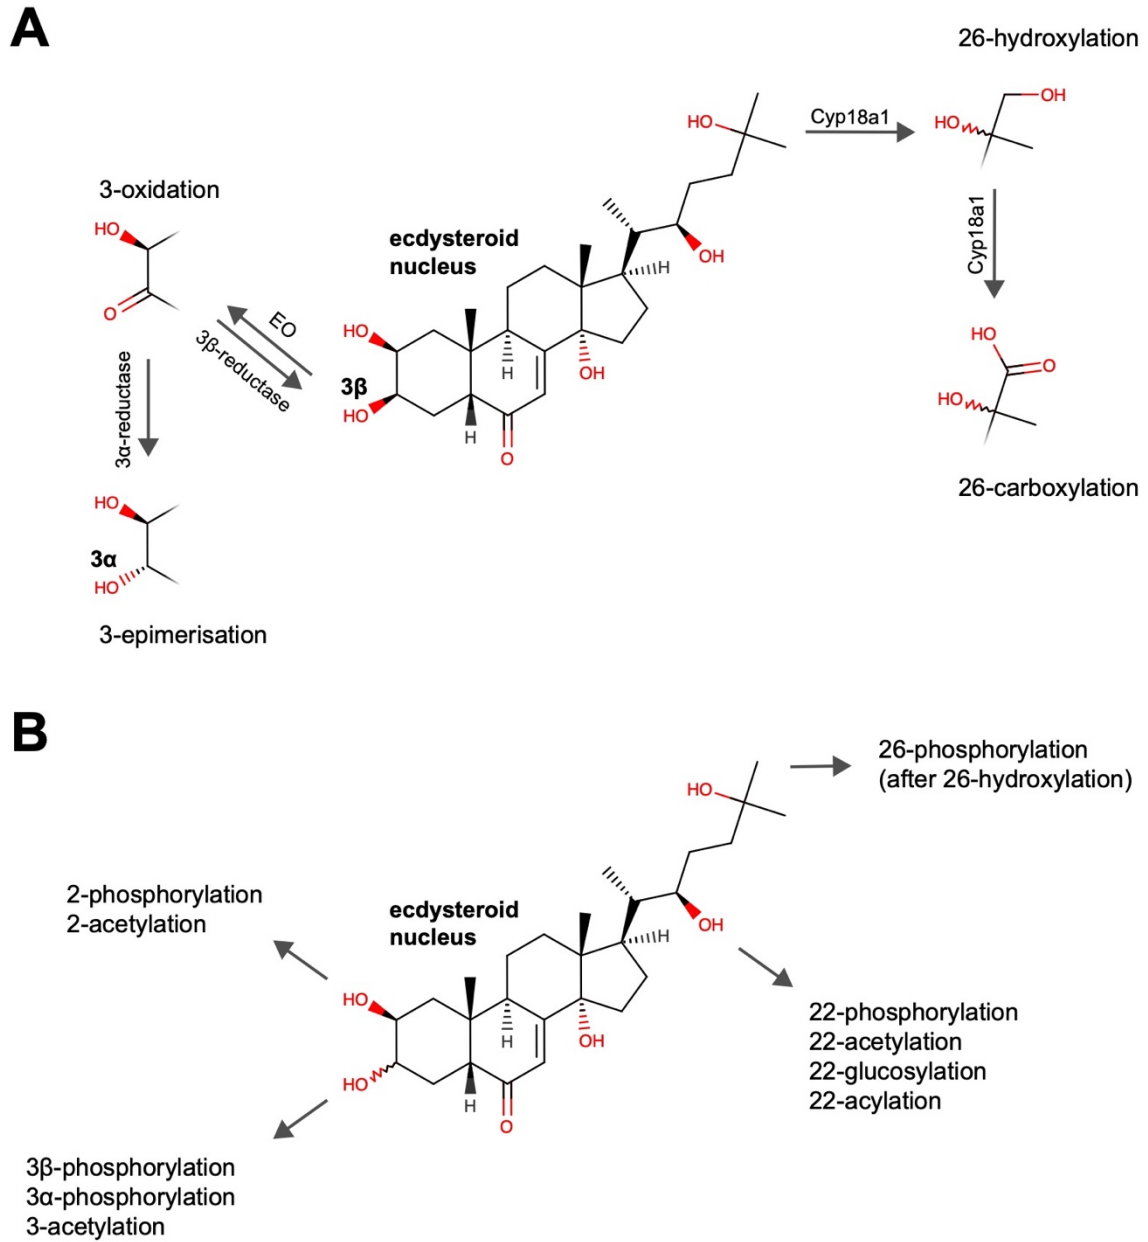 A
26-hydroxylation
OH
HO
HO
Cyp18a1
3-oxidation
HO
O
ecdysteroid
nucleus
OH
H
Cyp18a1
EO
3β-reductase
HO
3β
HO
H
OH
H
O
HO
O
HO
3α-reductase
26-carboxylation
HO
3α
HO
3-epimerisation
B
26-phosphorylation
(after 26-hydroxylation)
HO
2-phosphorylation
2-acetylation
ecdysteroid
nucleus
OH
H
HO
HO
H
OH
H
O
22-phosphorylation
22-acetylation
22-glucosylation
22-acylation
3β-phosphorylation
3α-phosphorylation
3-acetylation